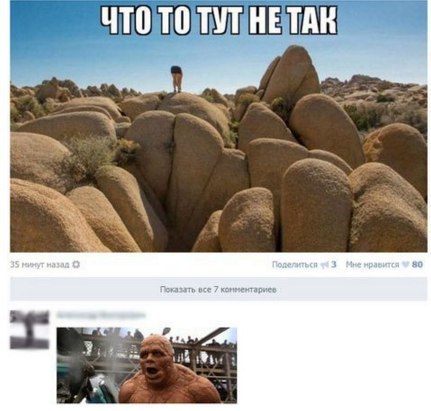 ЧТО ТО ТУТ НЕ ТАК
35 минут назад
Поделиться 3 Мне нравится 80
Показать все 7 комментариев